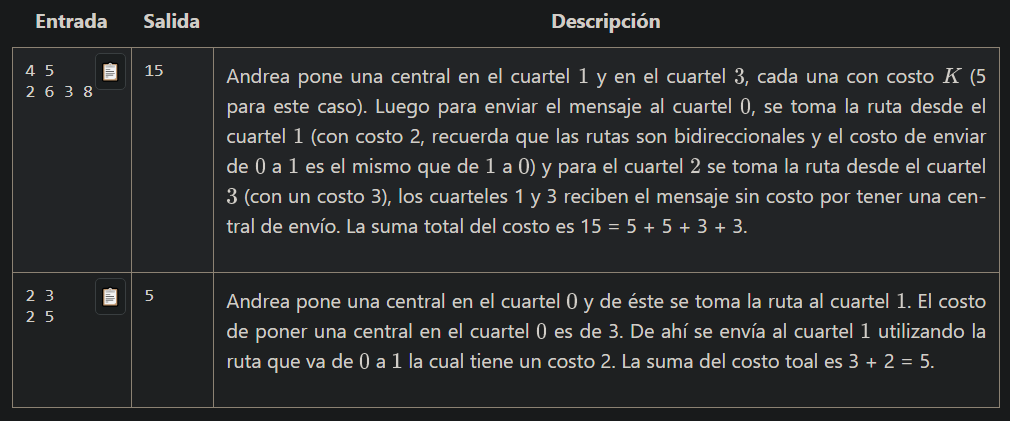 Entrada Salida Descripción
4 5
2 6 3 8
15
Andrea pone una central en el cuartel 1 y en el cuartel 3, cada una con costo K (5
para este caso). Luego para enviar el mensaje al cuartel 0, se toma la ruta desde el
cuartel 1 (con costo 2, recuerda que las rutas son bidireccionales y el costo de enviar
de 0 a 1 es el mismo que de 1 a 0) y para el cuartel 2 se toma la ruta desde el cuartel
3 (con un costo 3), los cuarteles 1 y 3 reciben el mensaje sin costo por tener una cen-
tral de envío. La suma total del costo es 15 = 5 + 5 + 3 + 3.
2 3
2 5
5
Andrea pone una central en el cuartel 0 y de éste se toma la ruta al cuartel 1. El costo
de poner una central en el cuartel 0 es de 3. De ahí se envía al cuartel 1 utilizando la
ruta que va de 0 a 1 la cual tiene un costo 2. La suma del costo toal es 3 + 2 = 5.